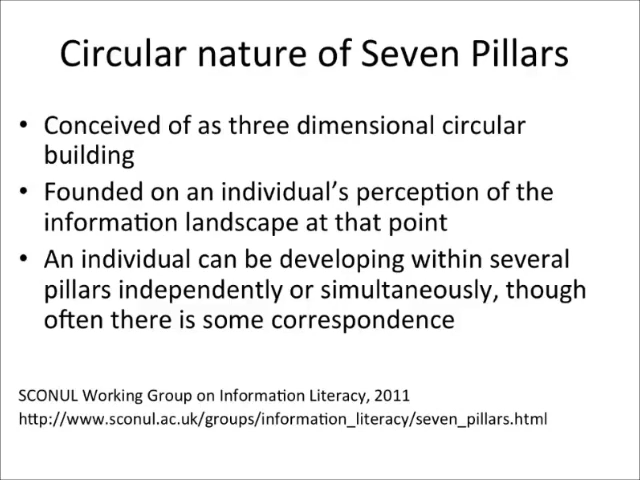 Circular nature of Seven Pillars
• Conceived of as three dimensional circular
building
• Founded on an individual’s perception of the
information landscape at that point
• An individual can be developing within several
pillars independently or simultaneously, though
often there is some correspondence
SCONUL Working Group on Information Literacy, 2011
http://www.sconul.ac.uk/groups/information_literacy/seven_pillars.html